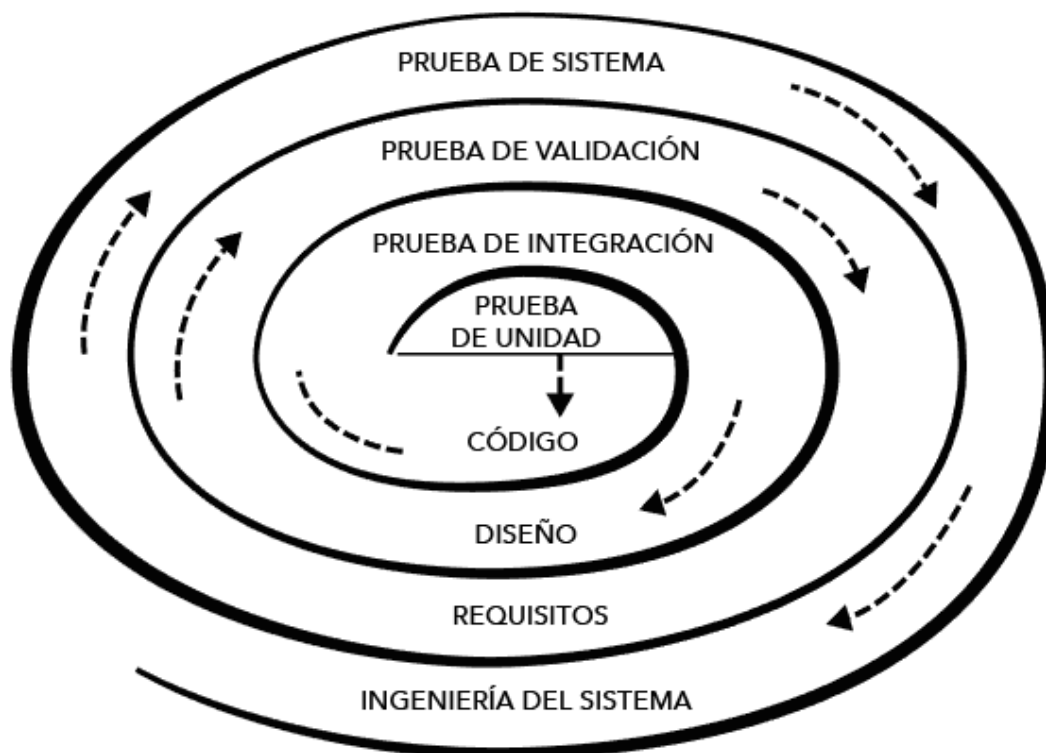 PRUEBA DE SISTEMA
PRUEBA DE VALIDACIÓN
PRUEBA DE INTEGRACIÓN
PRUEBA
DE UNIDAD
CÓDIGO
DISEÑO
REQUISITOS
INGENIERÍA DEL SISTEMA